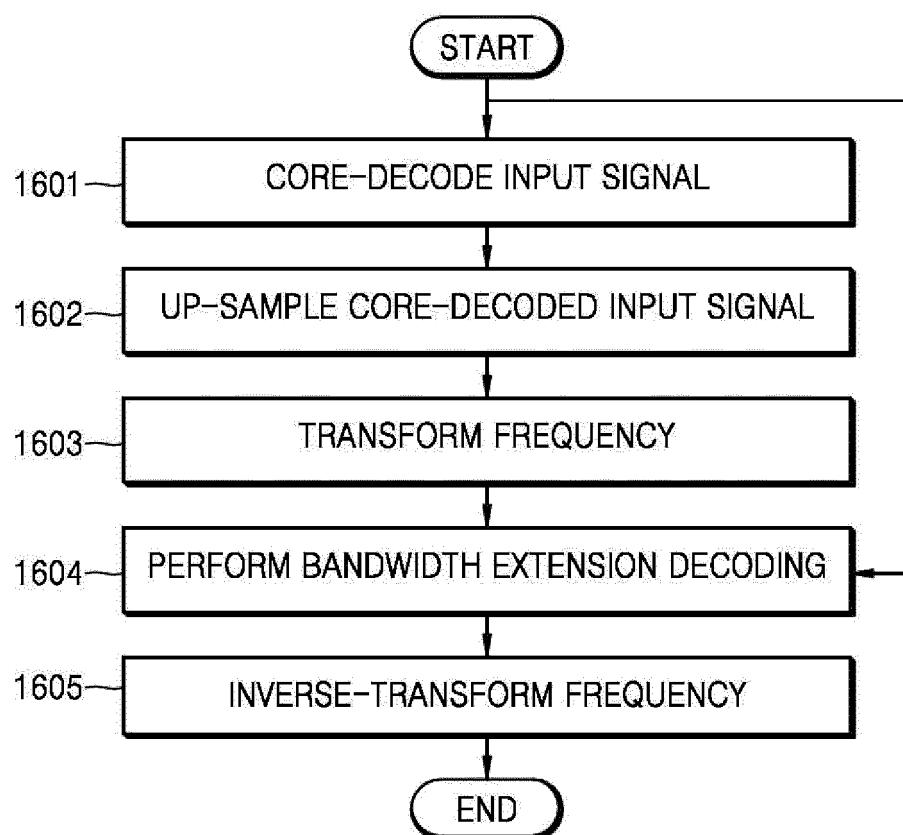 START
1601
CORE-DECODE INPUT SIGNAL
1602
UP-SAMPLE CORE-DECODED INPUT SIGNAL
1603
TRANSFORM FREQUENCY
1604
PERFORM BANDWIDTH EXTENSION DECODING
1605
INVERSE-TRANSFORM FREQUENCY
END